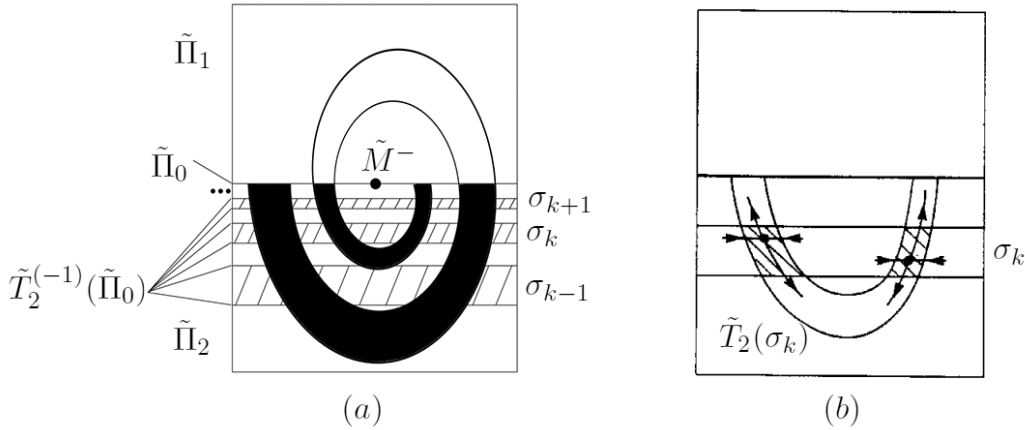 Π̃₁
Π̃₀
M̃⁻
...
σₖ₊₁
σₖ
σₖ₋₁
T̃₂⁽⁻¹⁾(Π̃₀)
Π̃₂
(a)
σₖ
T̃₂(σₖ)
(b)